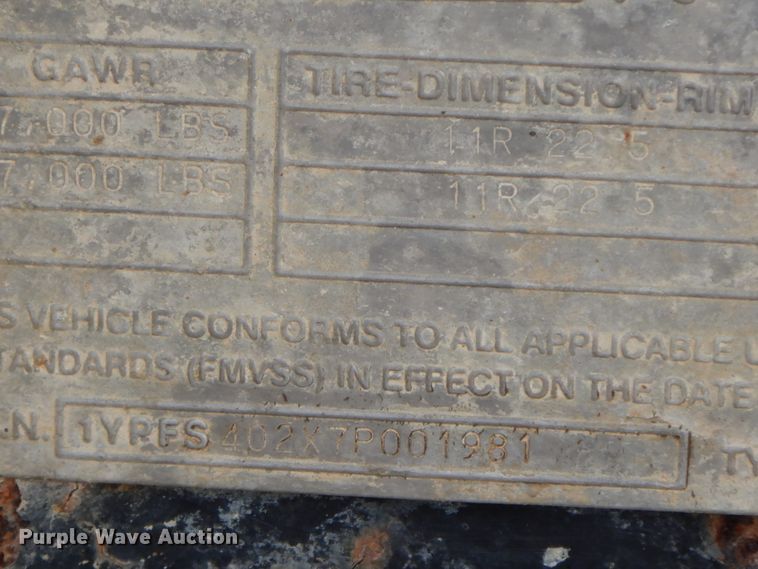 GAWR TIRE-DIMENSION-RIM
7,000 LBS 11R 22 5
7,000 LBS 11R 22 5
S VEHICLE CONFORMS TO ALL APPLICABLE U
TANDARDS (FMVSS) IN EFFECT ON THE DATE
.N. 1YPFS402X7P001981 TY
Purple Wave Auction